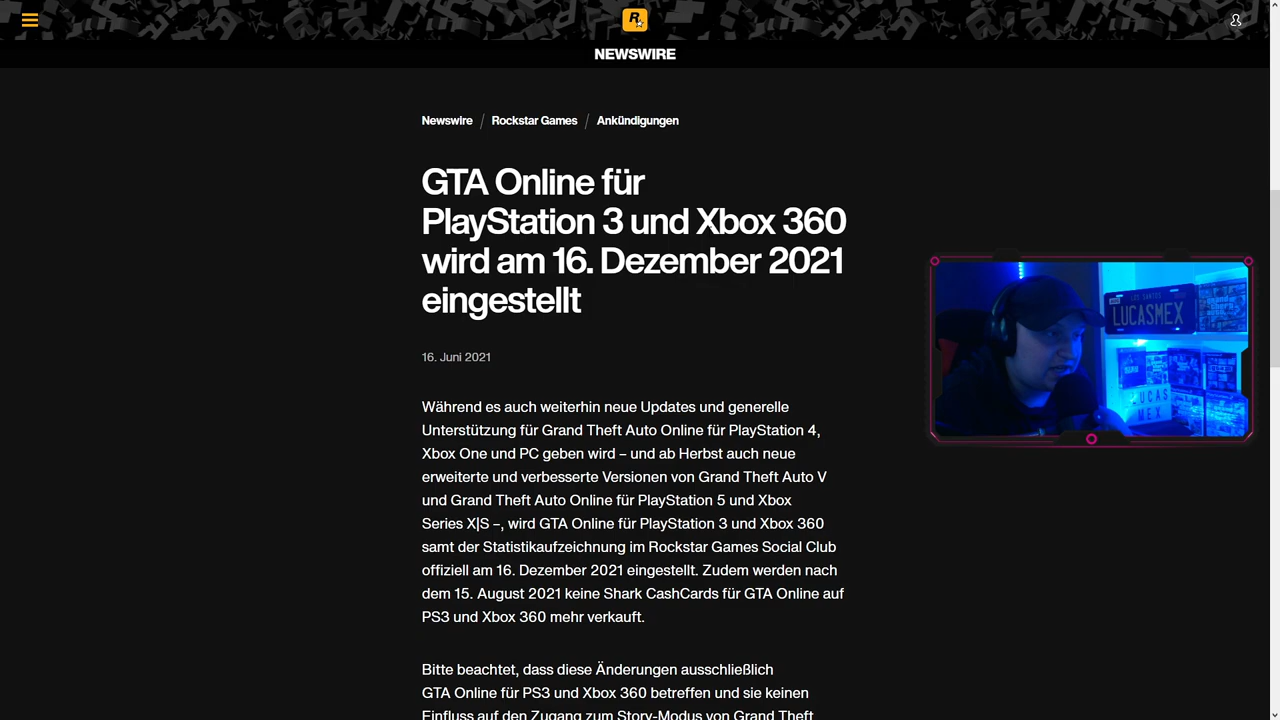 NEWSWIRE
Newswire / Rockstar Games / Ankündigungen
GTA Online für
PlayStation 3 und Xbox 360
wird am 16. Dezember 2021
eingestellt
16. Juni 2021
Während es auch weiterhin neue Updates und generelle
Unterstützung für Grand Theft Auto Online für PlayStation 4,
Xbox One und PC geben wird – und ab Herbst auch neue
erweiterte und verbesserte Versionen von Grand Theft Auto V
und Grand Theft Auto Online für PlayStation 5 und Xbox
Series X|S –, wird GTA Online für PlayStation 3 und Xbox 360
samt der Statistikaufzeichnung im Rockstar Games Social Club
offiziell am 16. Dezember 2021 eingestellt. Zudem werden nach
dem 15. August 2021 keine Shark CashCards für GTA Online auf
PS3 und Xbox 360 mehr verkauft.
Bitte beachtet, dass diese Änderungen ausschließlich
GTA Online für PS3 und Xbox 360 betreffen und sie keinen
Einfluss auf den Zugang zum Story-Modus von Grand Theft
LUCASMEX
LUCAS
MEX